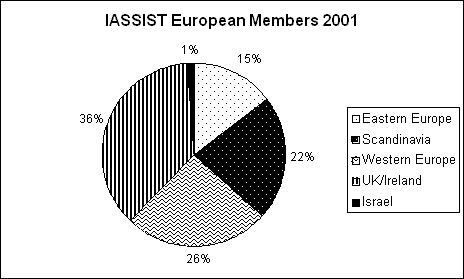 IASSIST European Members 2001
1%
15%
36%
22%
26%
Eastern Europe
Scandinavia
Western Europe
UK/Ireland
Israel